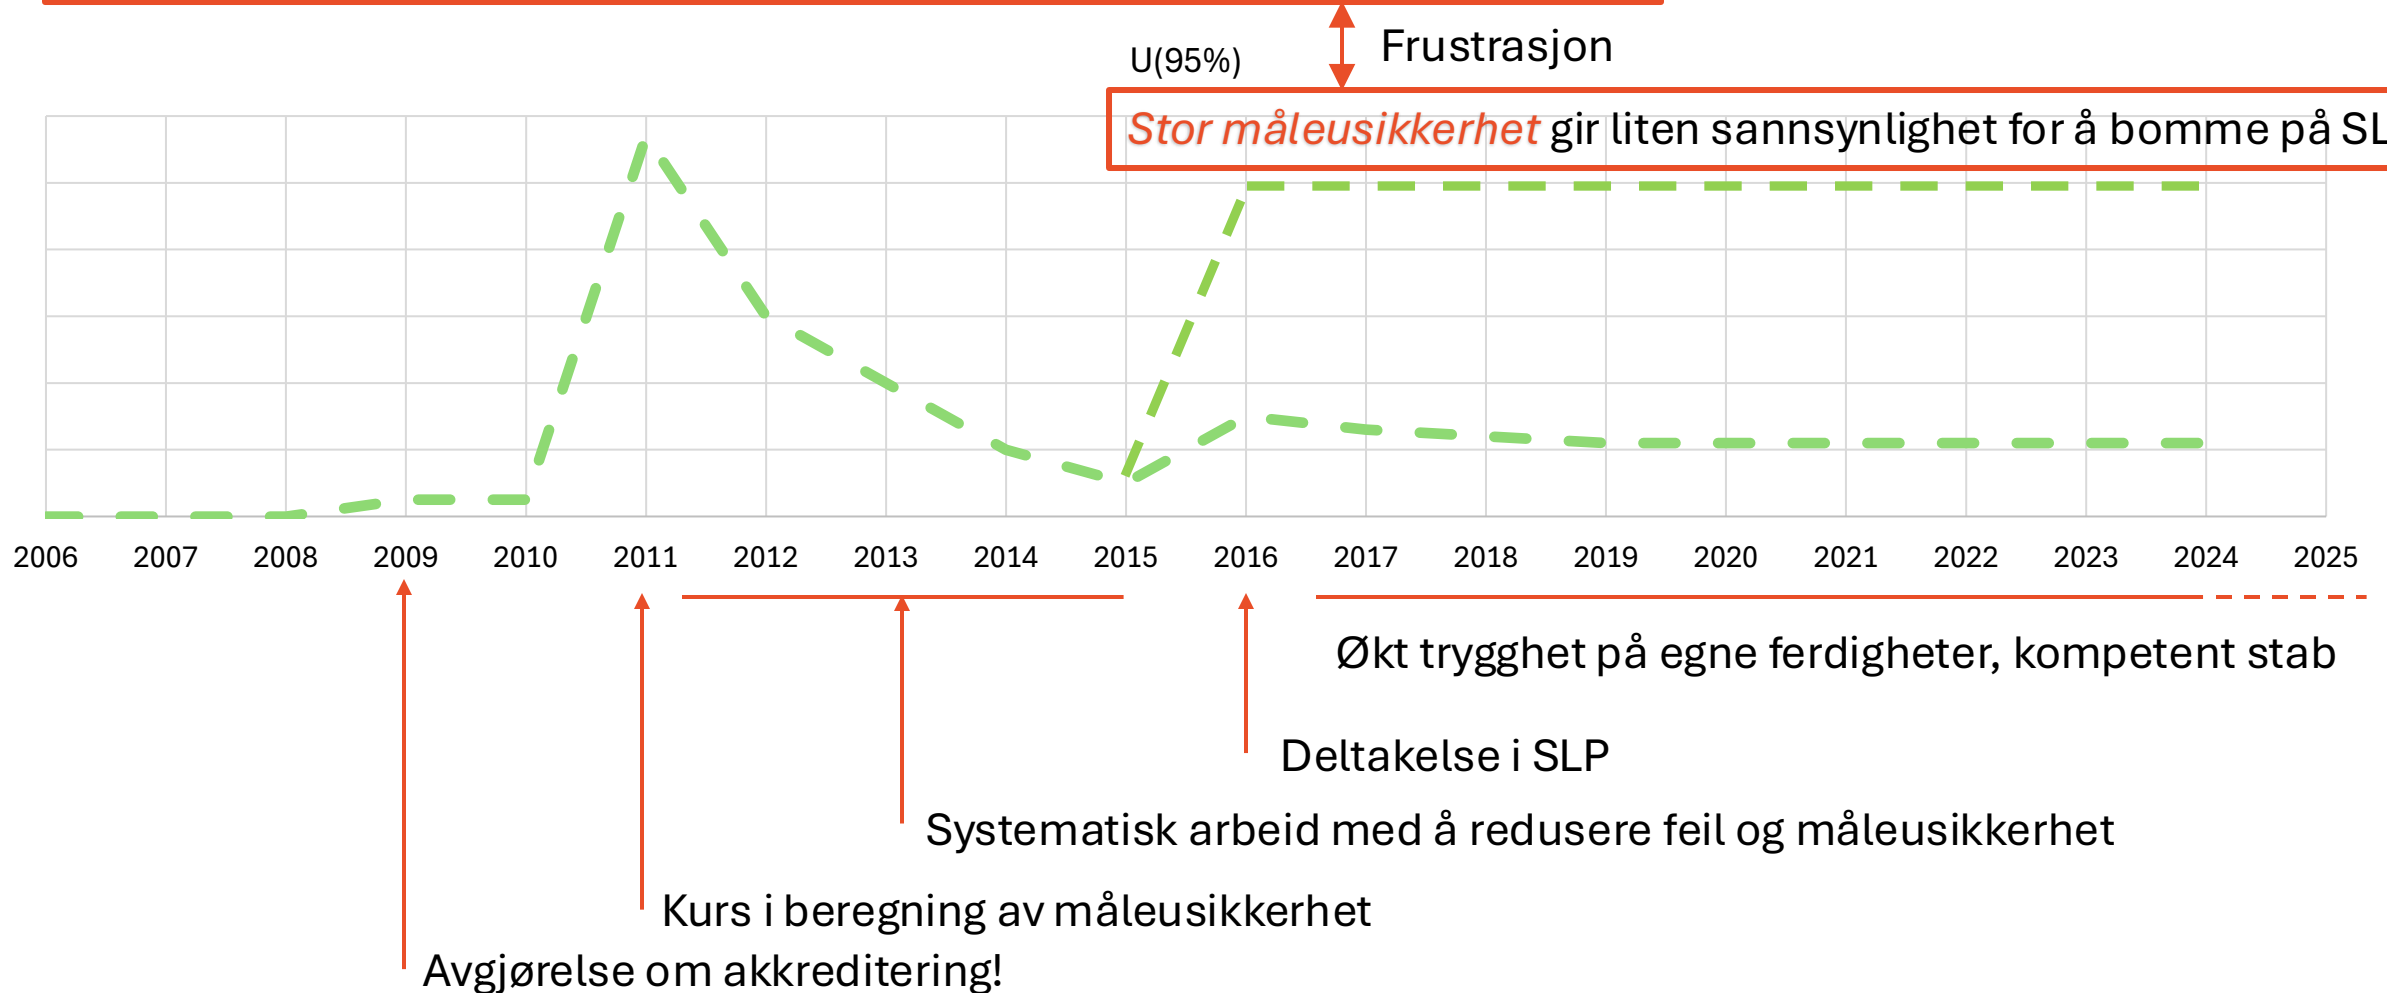 Frustrasjon
U(95%)
Stor måleusikkerhet gir liten sannsynlighet for å bomme på SL
2006 2007 2008 2009 2010 2011 2012 2013 2014 2015 2016 2017 2018 2019 2020 2021 2022 2023 2024 2025
Økt trygghet på egne ferdigheter, kompetent stab
Deltakelse i SLP
Systematisk arbeid med å redusere feil og måleusikkerhet
Kurs i beregning av måleusikkerhet
Avgjørelse om akkreditering!